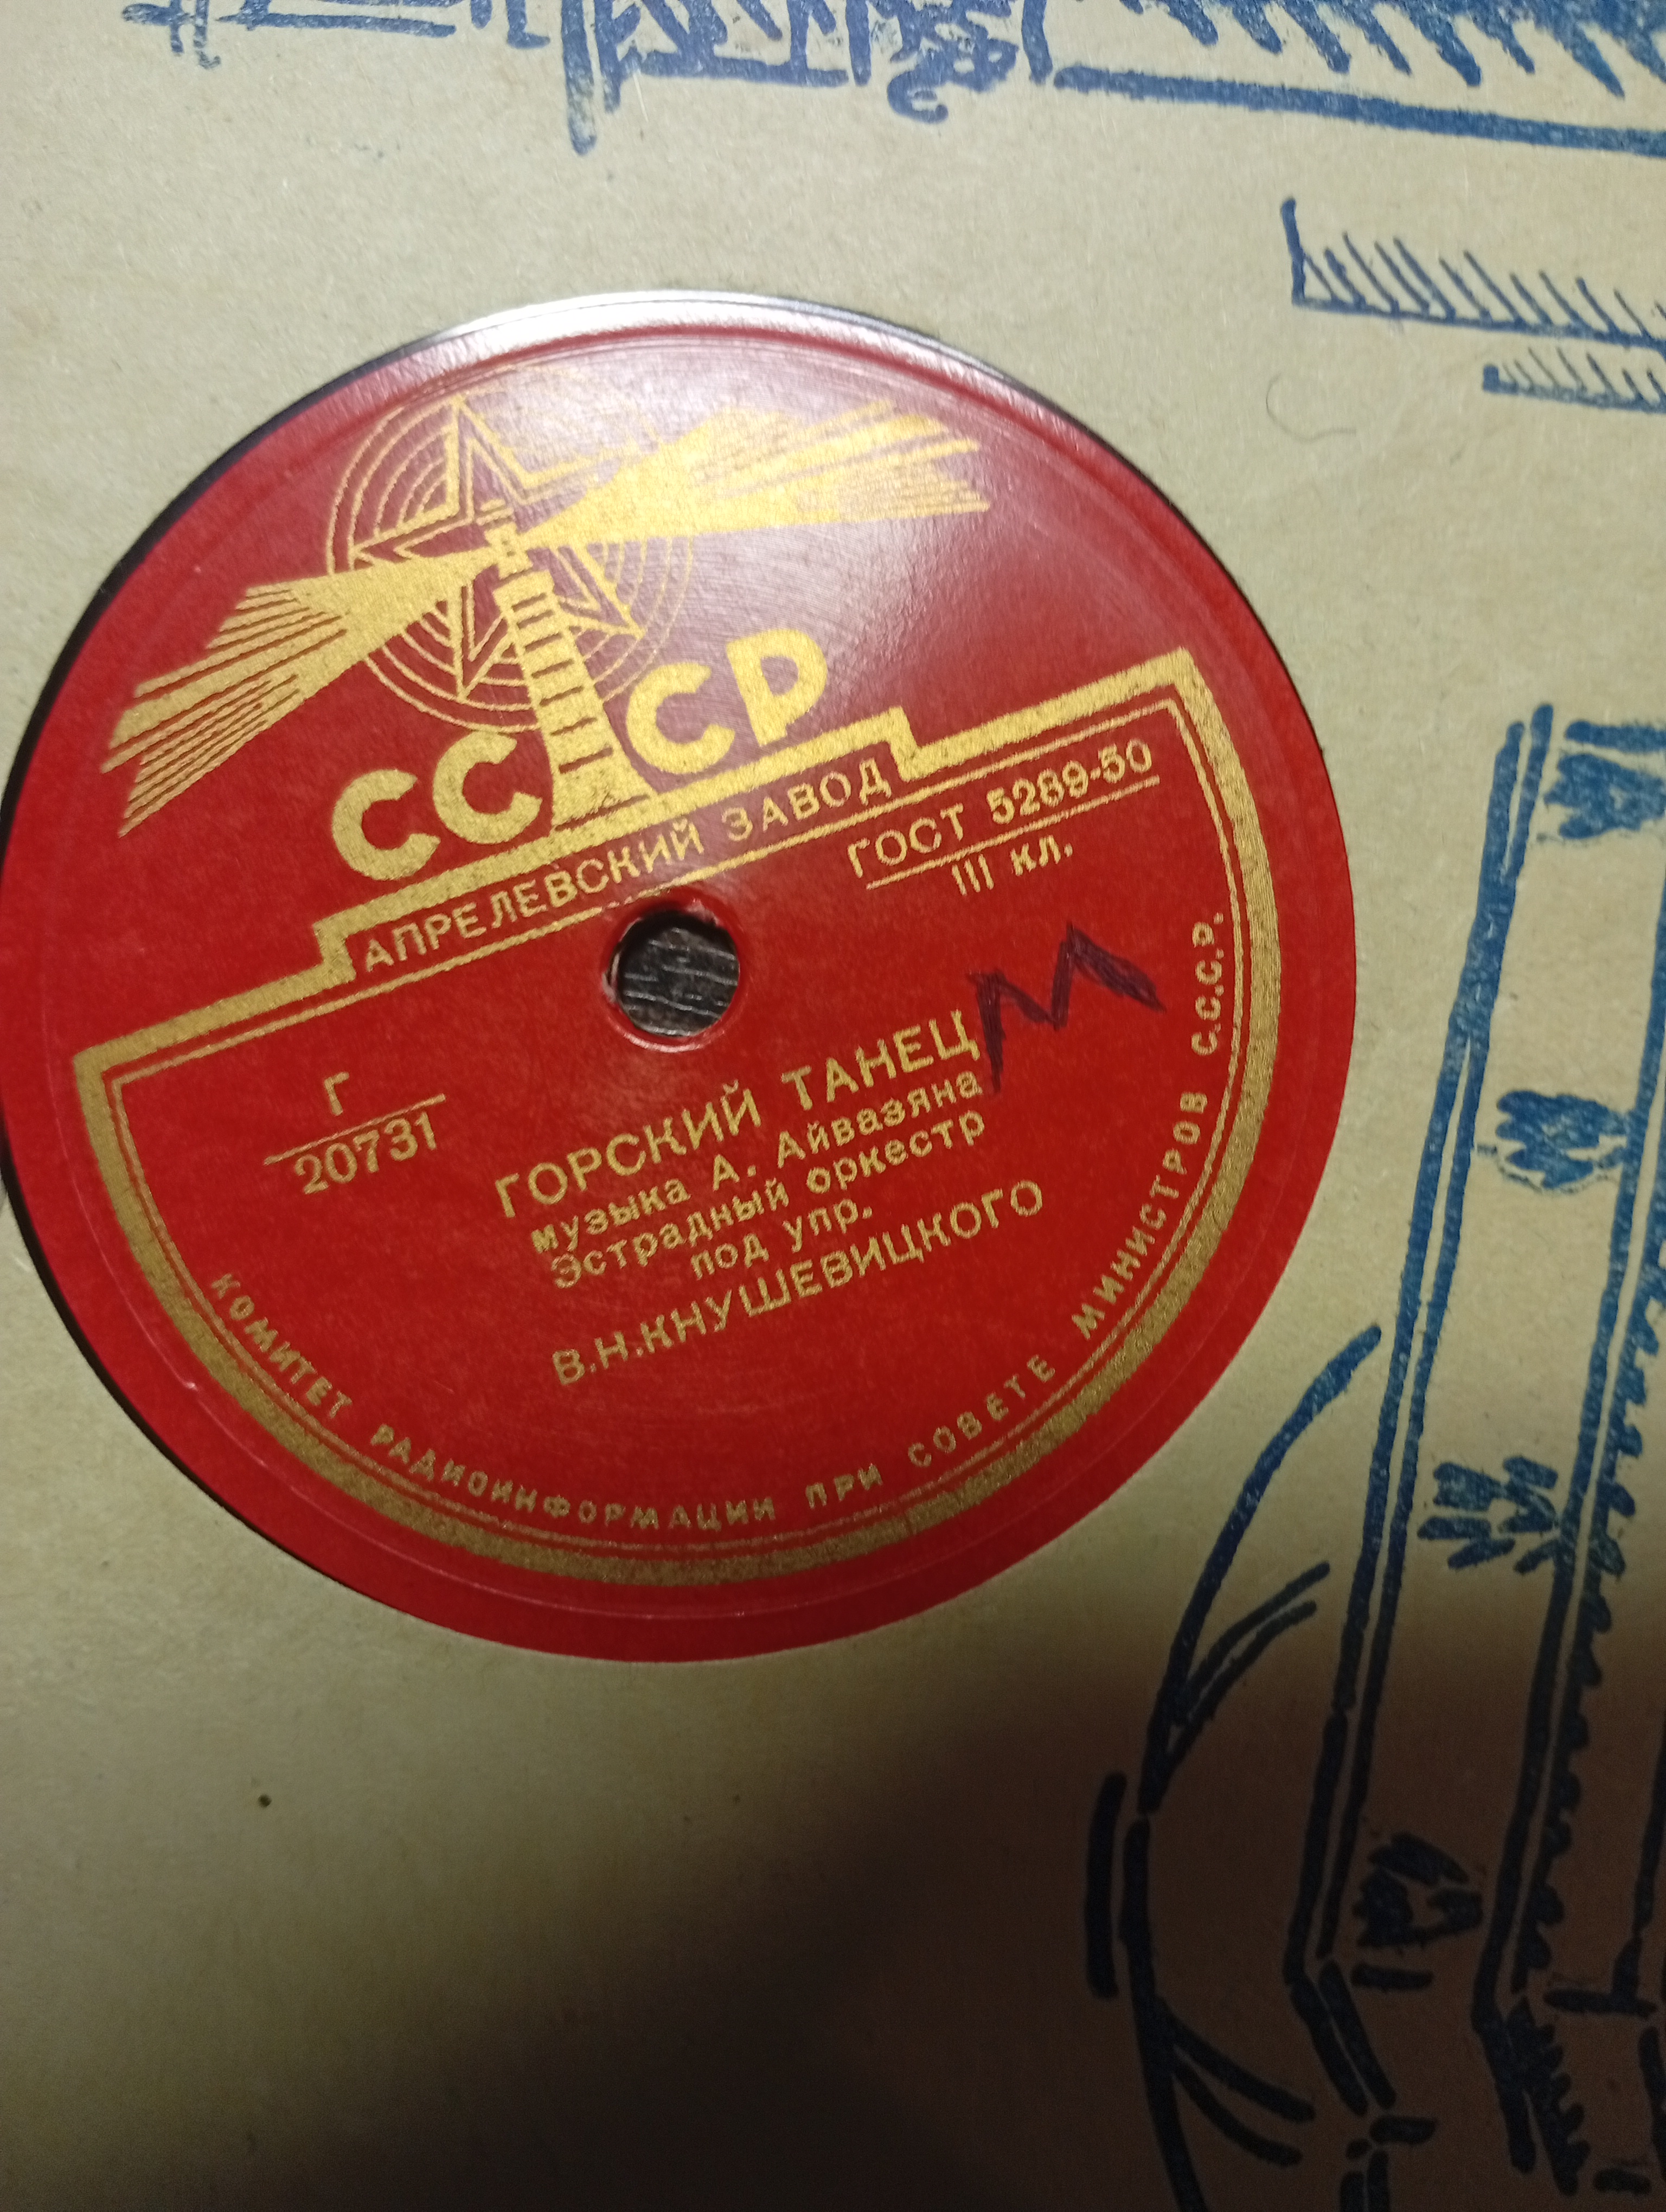 СССР
АПРЕЛЕВСКИЙ ЗАВОД
ГОСТ 5289-50
III кл.
М
Г
20731
ГОРСКИЙ ТАНЕЦ
музыка А. Айвазяна
Эстрадный оркестр
под упр.
В.Н.КНУШЕВИЦКОГО
КОМИТЕТ РАДИОИНФОРМАЦИИ ПРИ СОВЕТЕ МИНИСТРОВ С.С.С.Р.